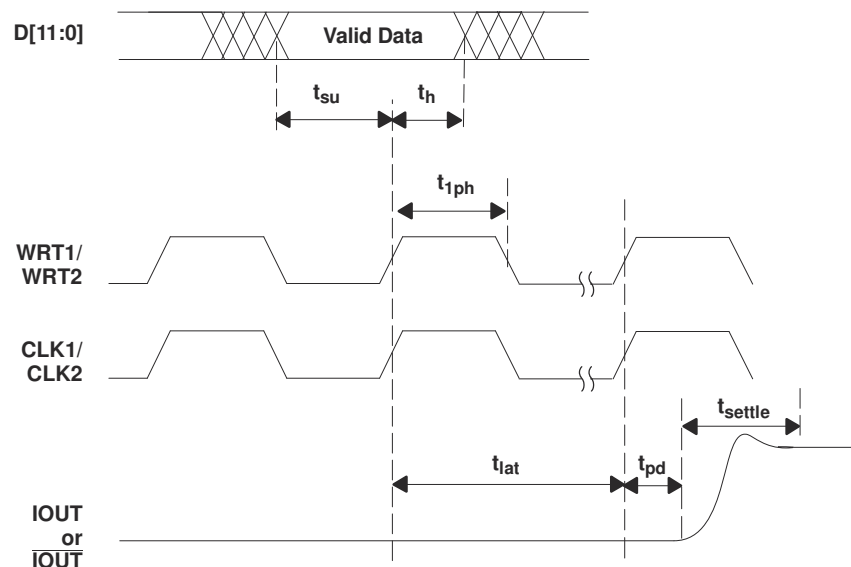 D[11:0]
Valid Data
tsu
th
t1ph
WRT1/
WRT2
CLK1/
CLK2
tsettle
tlat
tpd
IOUT
or
IOUT